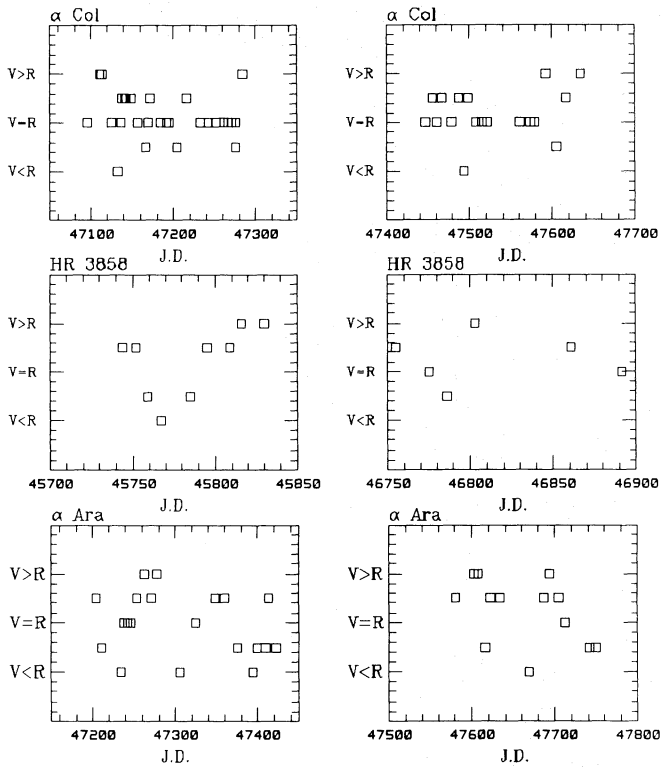 α Col
V>R
V=R
V<R
47100 47200 47300
J.D.
α Col
V>R
V=R
V<R
47400 47500 47600 47700
J.D.
HR 3858
V>R
V=R
V<R
45700 45750 45800 45850
J.D.
HR 3858
V>R
V=R
V<R
46750 46800 46850 46900
J.D.
α Ara
V>R
V=R
V<R
47200 47300 47400
J.D.
α Ara
V>R
V=R
V<R
47500 47600 47700 47800
J.D.